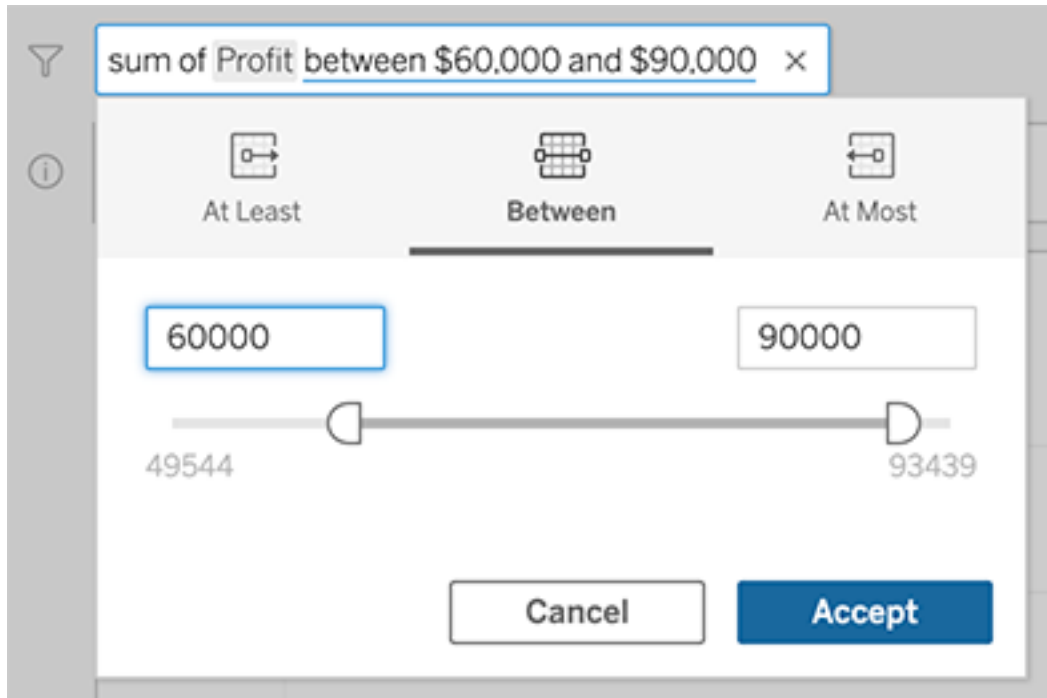 sum of Profit between $60,000 and $90,000 ×
At Least Between At Most
60000 90000
49544 93439
Cancel Accept